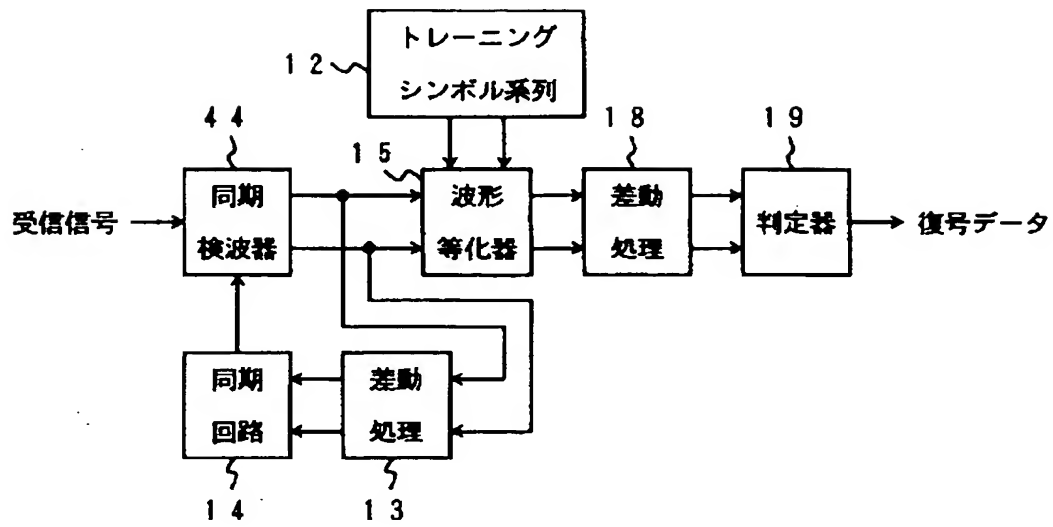 トレーニング
シンボル系列
12
44
15
18
19
受信信号
同期
検波器
波形
等化器
差動
処理
判定器
復号データ
同期
回路
差動
処理
14
13